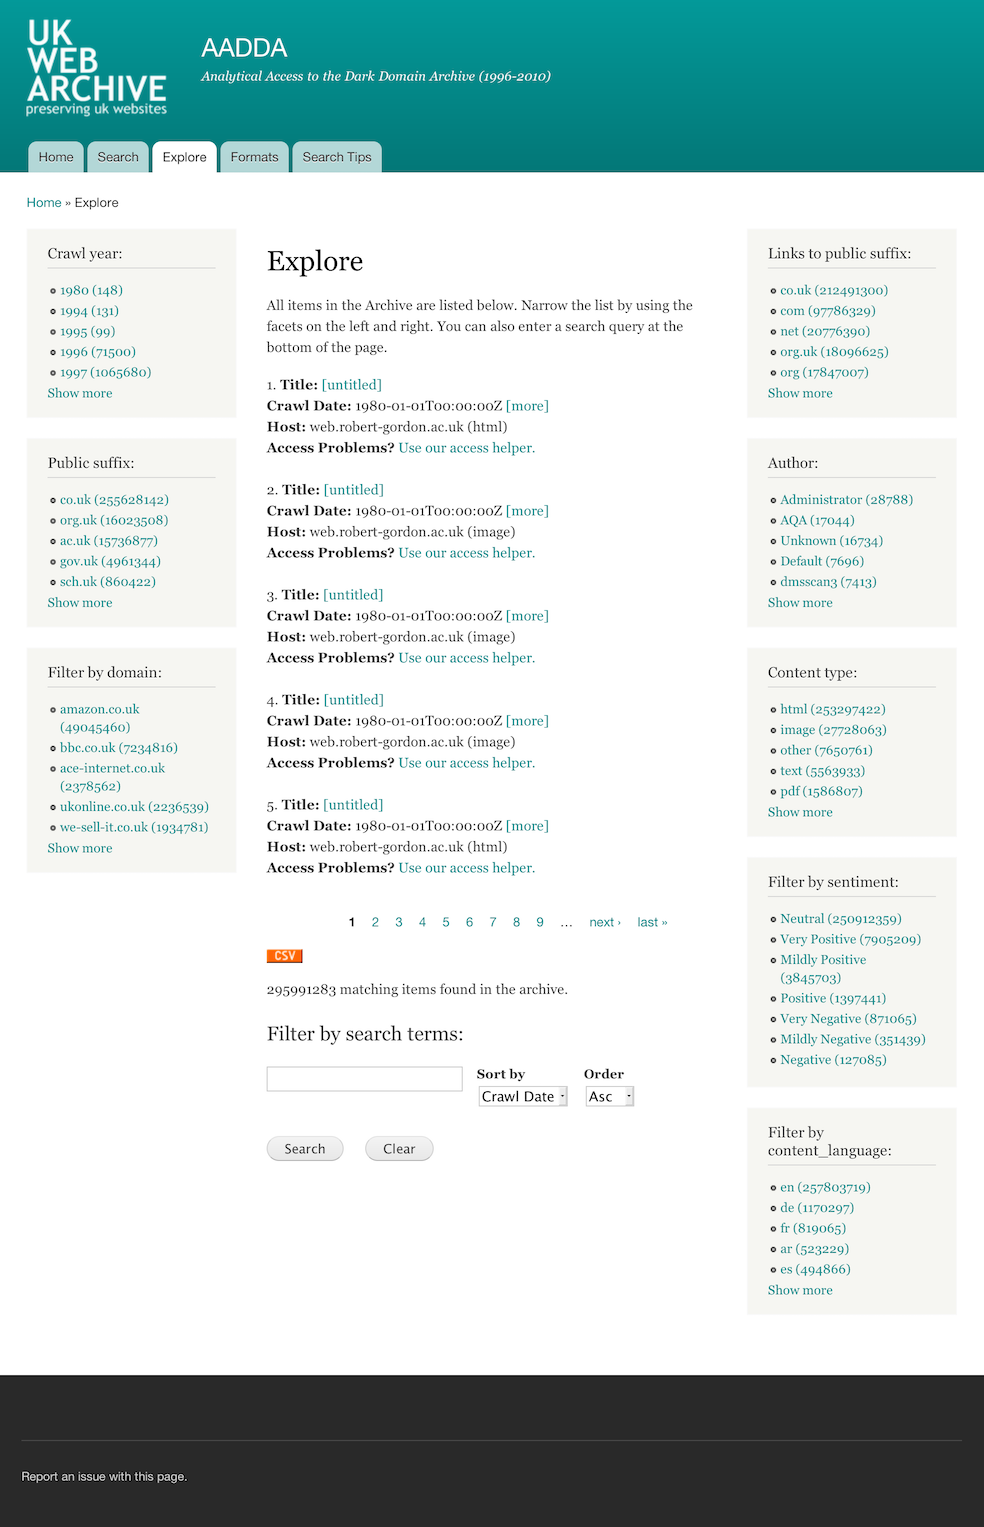 UK
WEB
ARCHIVE
preserving uk websites
AADDA
Analytical Access to the Dark Domain Archive (1996-2010)
Home
Search
Explore
Formats
Search Tips
Home » Explore
Crawl year:
1980 (148)
1994 (131)
1995 (99)
1996 (71500)
1997 (1065680)
Show more
Public suffix:
co.uk (255628142)
org.uk (16023508)
ac.uk (15736877)
gov.uk (4961344)
sch.uk (860422)
Show more
Filter by domain:
amazon.co.uk
(49045460)
bbc.co.uk (7234816)
ace-internet.co.uk
(2378562)
ukonline.co.uk (2236539)
we-sell-it.co.uk (1934781)
Show more
Explore
All items in the Archive are listed below. Narrow the list by using the
facets on the left and right. You can also enter a search query at the
bottom of the page.
1. Title: [untitled]
Crawl Date: 1980-01-01T00:00:00Z [more]
Host: web.robert-gordon.ac.uk (html)
Access Problems? Use our access helper.
2. Title: [untitled]
Crawl Date: 1980-01-01T00:00:00Z [more]
Host: web.robert-gordon.ac.uk (image)
Access Problems? Use our access helper.
3. Title: [untitled]
Crawl Date: 1980-01-01T00:00:00Z [more]
Host: web.robert-gordon.ac.uk (image)
Access Problems? Use our access helper.
4. Title: [untitled]
Crawl Date: 1980-01-01T00:00:00Z [more]
Host: web.robert-gordon.ac.uk (image)
Access Problems? Use our access helper.
5. Title: [untitled]
Crawl Date: 1980-01-01T00:00:00Z [more]
Host: web.robert-gordon.ac.uk (html)
Access Problems? Use our access helper.
1 2 3 4 5 6 7 8 9 … next › last »
CSV
295991283 matching items found in the archive.
Filter by search terms:
Sort by
Order
Crawl Date
Asc
Search
Clear
Links to public suffix:
co.uk (212491300)
com (97786329)
net (20776390)
org.uk (18096625)
org (17847007)
Show more
Author:
Administrator (28788)
AQA (17044)
Unknown (16734)
Default (7696)
dmsscan3 (7413)
Show more
Content type:
html (253297422)
image (27728063)
other (7650761)
text (5563933)
pdf (1586807)
Show more
Filter by sentiment:
Neutral (250912359)
Very Positive (7905209)
Mildly Positive
(3845703)
Positive (1397441)
Very Negative (871065)
Mildly Negative (351439)
Negative (127085)
Filter by
content_language:
en (257803719)
de (1170297)
fr (819065)
ar (523229)
es (494866)
Show more
Report an issue with this page.